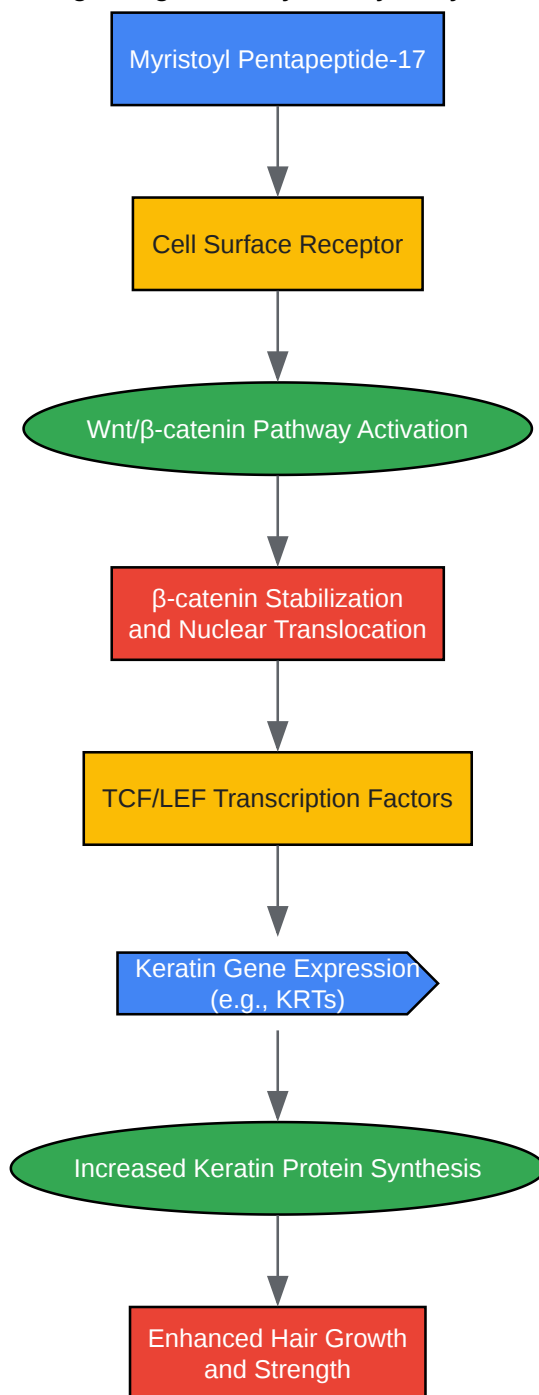 Myristoyl Pentapeptide-17
Cell Surface Receptor
Wnt/β-catenin Pathway Activation
β-catenin Stabilization
and Nuclear Translocation
TCF/LEF Transcription Factors
Keratin Gene Expression
(e.g., KRTs)
Increased Keratin Protein Synthesis
Enhanced Hair Growth
and Strength